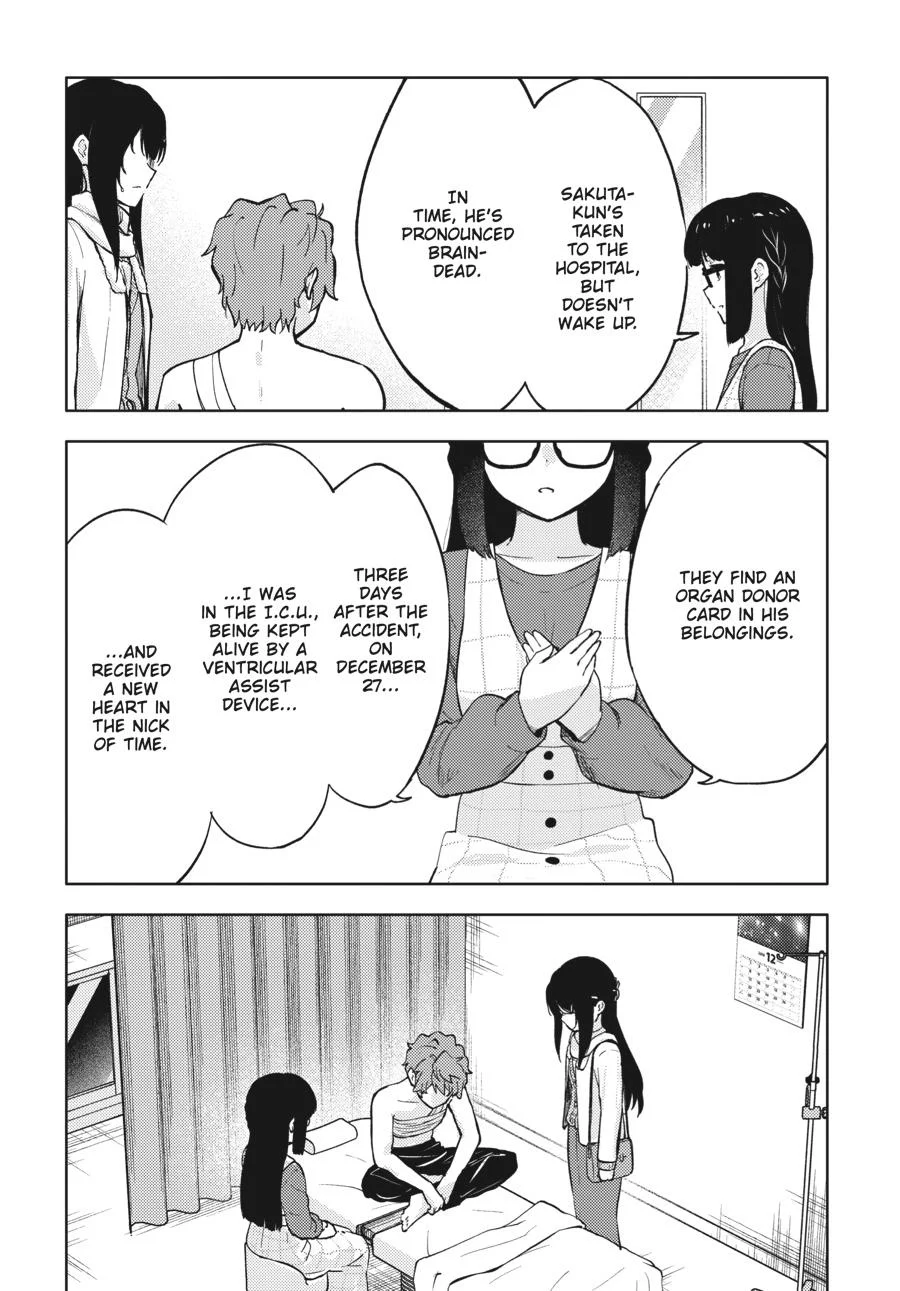 SAKUTA-
KUN'S
TAKEN
TO THE
HOSPITAL,
BUT
DOESN'T
WAKE UP.
IN
TIME, HE'S
PRONOUNCED
BRAIN-
DEAD.
THEY FIND AN
ORGAN DONOR
CARD IN HIS
BELONGINGS.
THREE
DAYS
AFTER THE
ACCIDENT,
ON
DECEMBER
27...
...I WAS
IN THE I.C.U.,
BEING KEPT
ALIVE BY A
VENTRICULAR
ASSIST
DEVICE...
...AND
RECEIVED
A NEW
HEART IN
THE NICK
OF TIME.
12